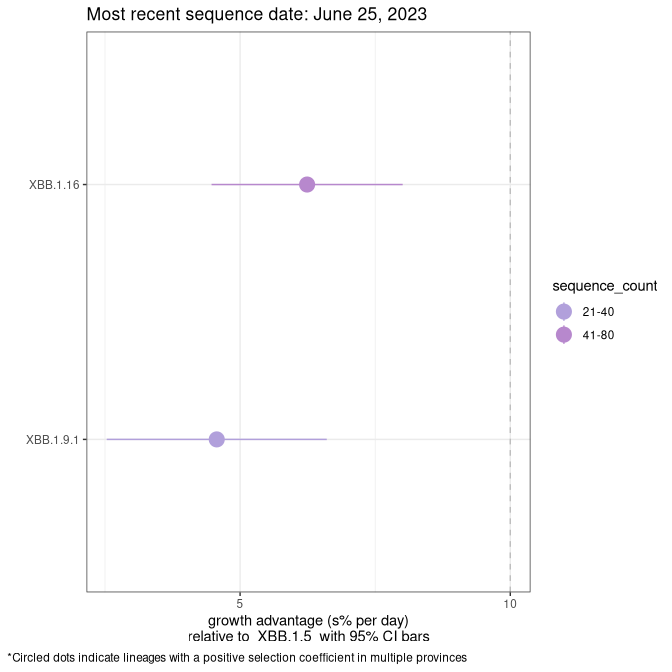 Most recent sequence date: June 25, 2023
XBB.1.16
XBB.1.9.1
sequence_count
21-40
41-80
5
10
growth advantage (s% per day)
relative to XBB.1.5 with 95% CI bars
*Circled dots indicate lineages with a positive selection coefficient in multiple provinces